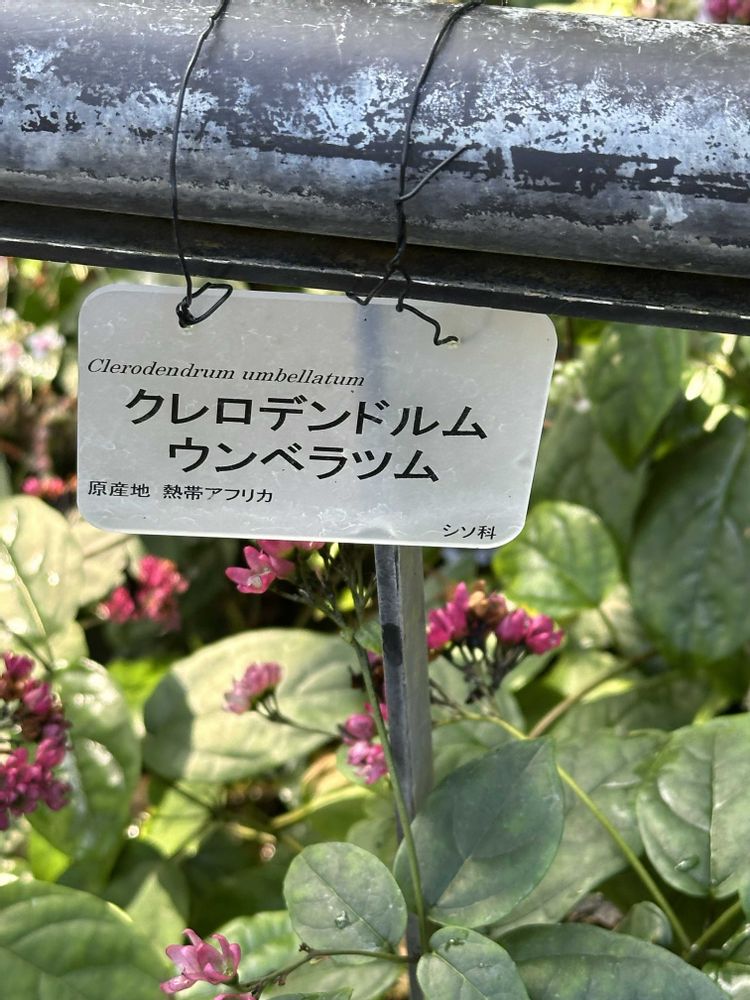 Clerodendrum umbellatum
クレロデンドルム
ウンベラツム
原産地 熱帯アフリカ
シソ科